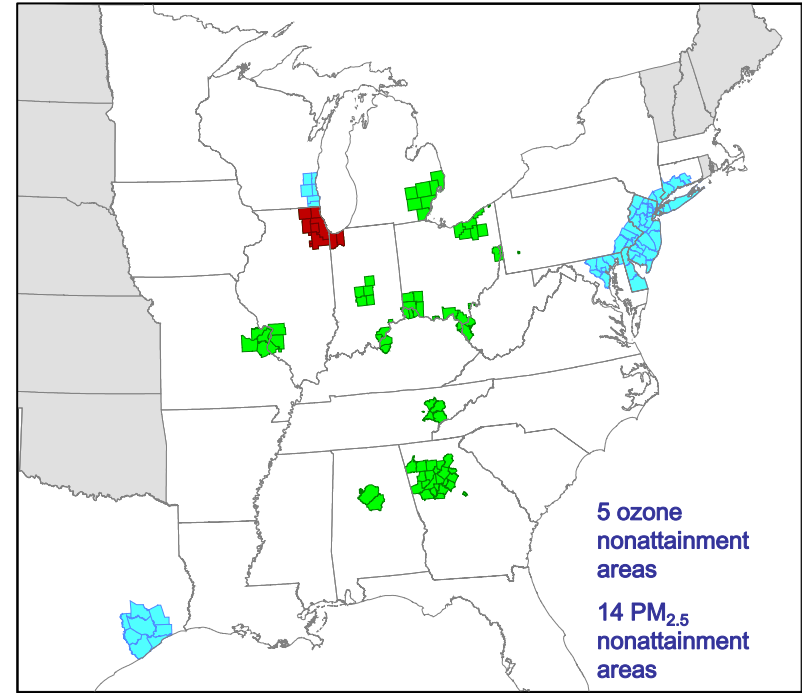 5 ozone
nonattainment
areas
14 PM₂.₅
nonattainment
areas